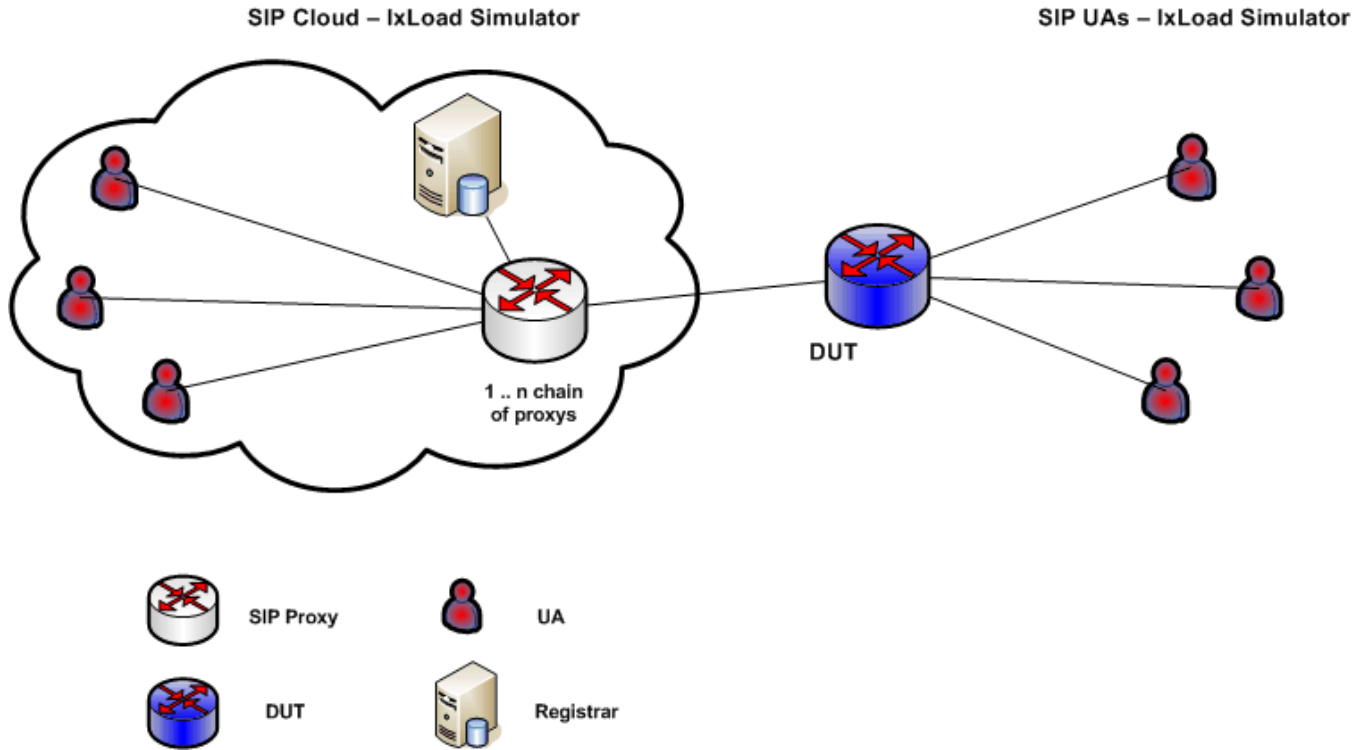 SIP Cloud – IxLoad Simulator
SIP UAs – IxLoad Simulator
DUT
1 .. n chain
of proxys
SIP Proxy
UA
DUT
Registrar